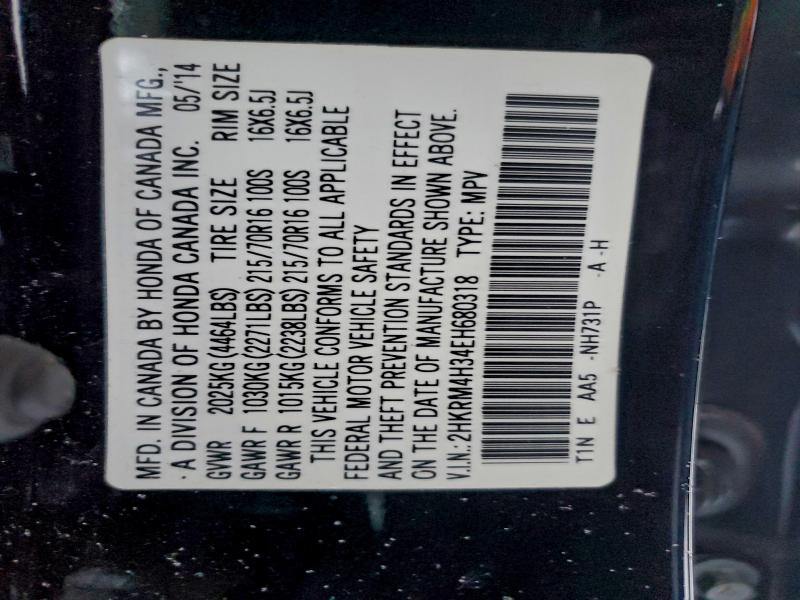 MFD. IN CANADA BY HONDA OF CANADA MFG.,
· A DIVISION OF HONDA CANADA INC. 05/'14
GVWR 2025KG(4464LBS) TIRE SIZE RIM SIZE
GAWR F 1030KG(2271LBS) 215/70R16 100S 16X6.5J
GAWR R 1015KG(2238LBS) 215/70R16 100S 16X6.5J
THIS VEHICLE CONFORMS TO ALL APPLICABLE
FEDERAL MOTOR VEHICLE SAFETY
AND THEFT PREVENTION STANDARDS IN EFFECT
ON THE DATE OF MANUFACTURE SHOWN ABOVE.
V.I.N.:2HKRM4H34EH680318 TYPE: MPV
T1N E AA5 -NH731P -A -H